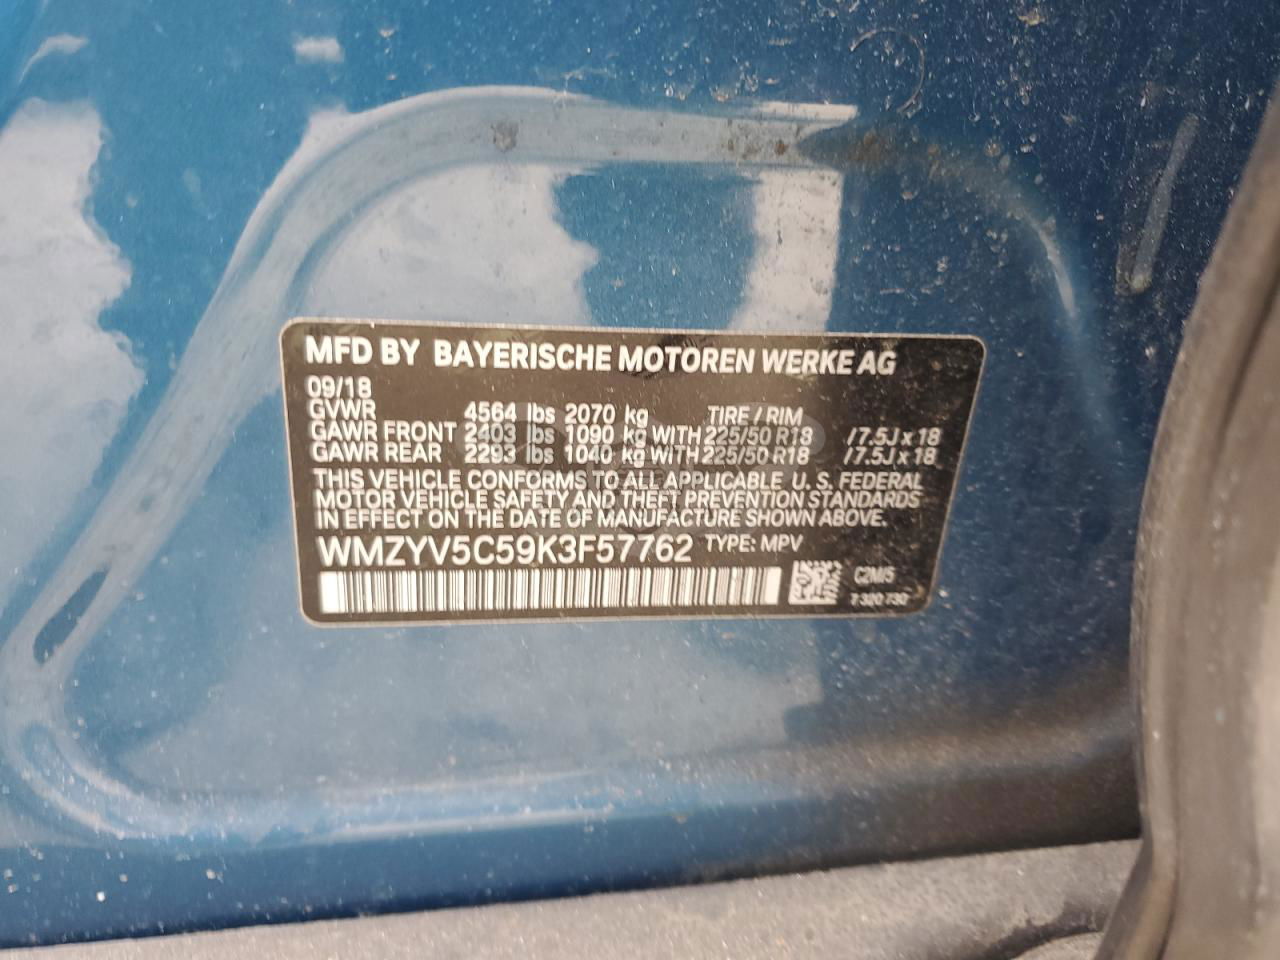 MFD BY BAYERISCHE MOTOREN WERKE AG
09/18
GVWR 4564 lbs 2070 kg TIRE / RIM
GAWR FRONT 2403 lbs 1090 kg WITH 225/50 R18 /7.5J x 18
GAWR REAR 2293 lbs 1040 kg WITH 225/50 R18 /7.5J x 18
THIS VEHICLE CONFORMS TO ALL APPLICABLE U. S. FEDERAL
MOTOR VEHICLE SAFETY AND THEFT PREVENTION STANDARDS
IN EFFECT ON THE DATE OF MANUFACTURE SHOWN ABOVE.
WMZYV5C59K3F57762 TYPE: MPV